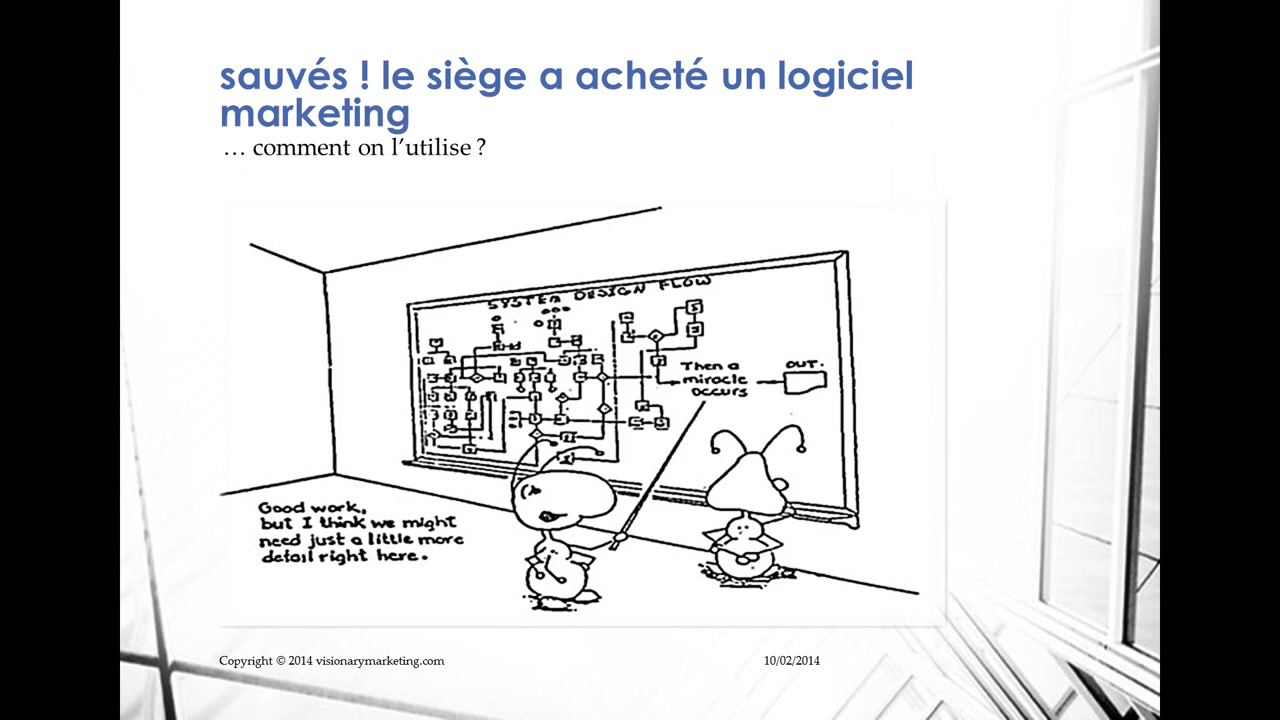 sauvés ! le siège a acheté un logiciel
marketing
… comment on l’utilise ?
SYSTEM DESIGN FLOW
Then a
miracle
occurs
OUT.
Good work,
but I think we might
need just a little more
detail right here.
Copyright © 2014 visionarymarketing.com
10/02/2014